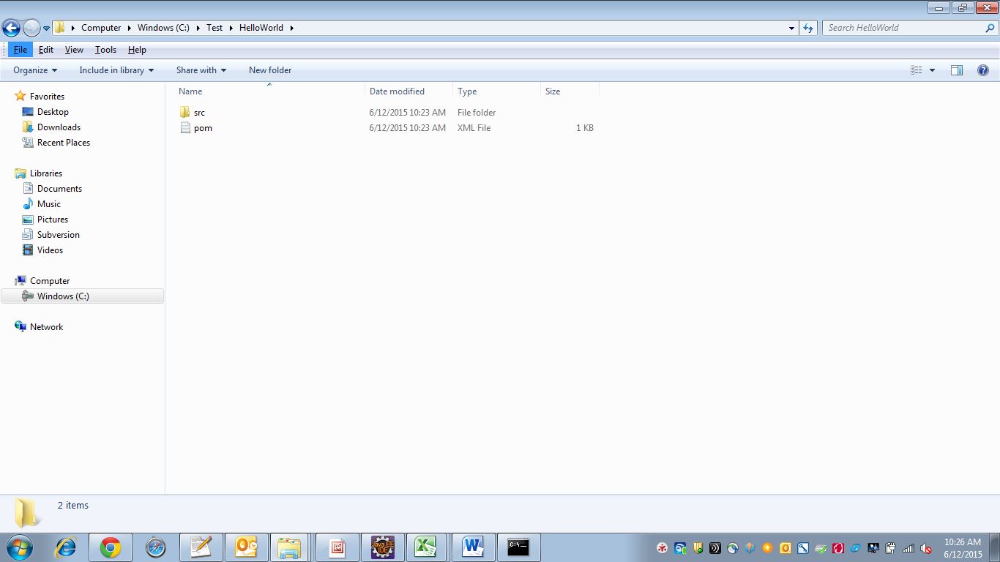 Computer Windows (C:) Test HelloWorld Search HelloWorld
File Edit View Tools Help
Organize Include in library Share with New folder
Name Date modified Type Size
Favorites
Desktop
Downloads
Recent Places
Libraries
Documents
Music
Pictures
Subversion
Videos
Computer
Windows (C:)
Network
src 6/12/2015 10:23 AM File folder
pom 6/12/2015 10:23 AM XML File 1 KB
2 items
Java EE
IDE
C:\_
10:26 AM
6/12/2015